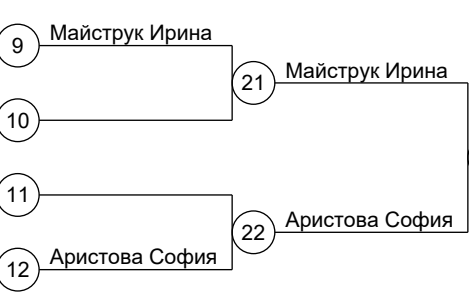 9 Майструк Ирина
21 Майструк Ирина
10
11
22 Аристова София
12 Аристова София